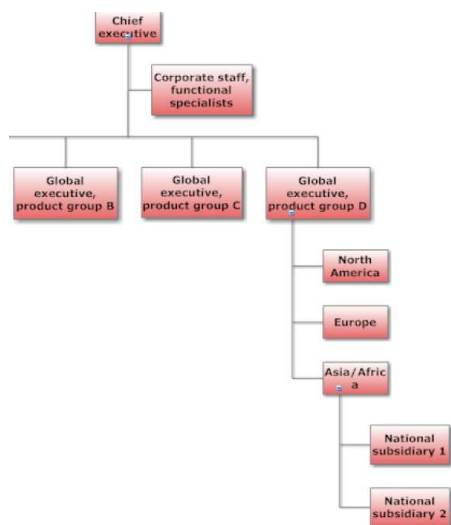 Chief
executive
Corporate staff,
functional
specialists
Global
executive,
product group B
Global
executive,
product group C
Global
executive,
product group D
North
America
Europe
Asia/Afric
a
National
subsidiary 1
National
subsidiary 2